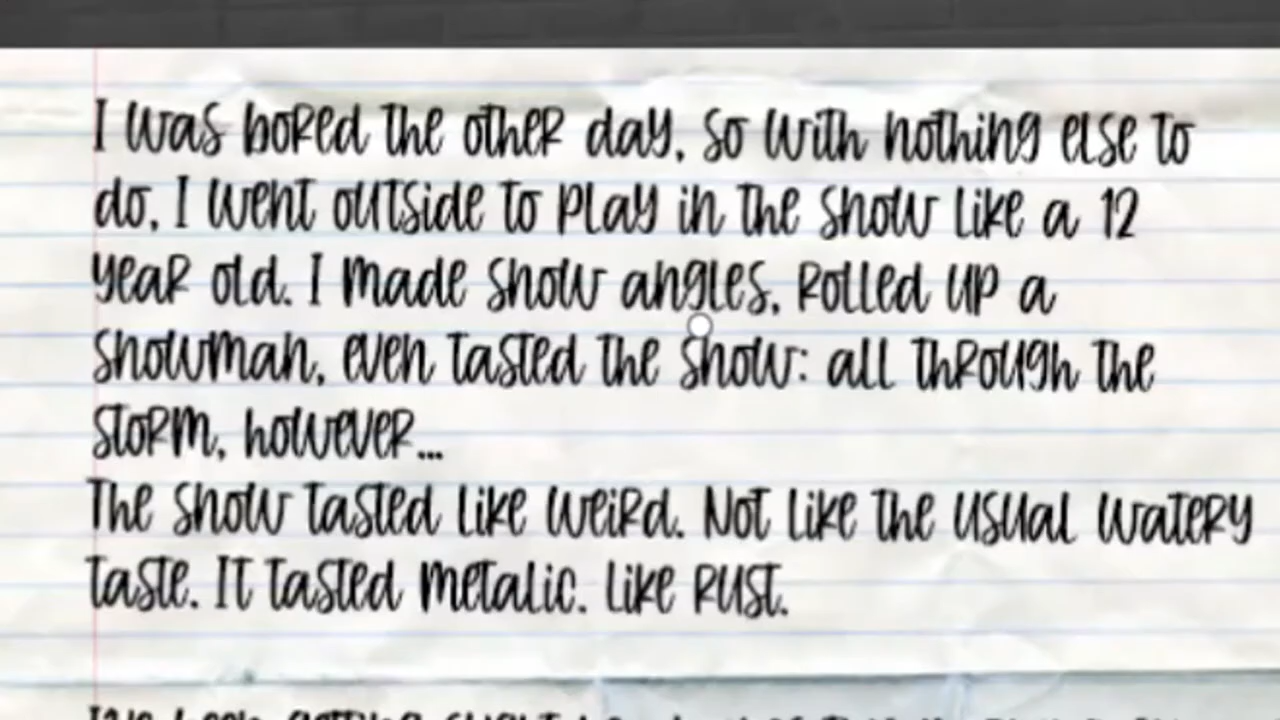 I was bored the other day, so with nothing else to
do, I went outside to play in the snow like a 12
year old. I made snow angles, rolled up a
snowman, even tasted the snow: all through the
storm, however...
The snow tasted like weird. Not like the usual watery
taste. It tasted metalic. Like rust.